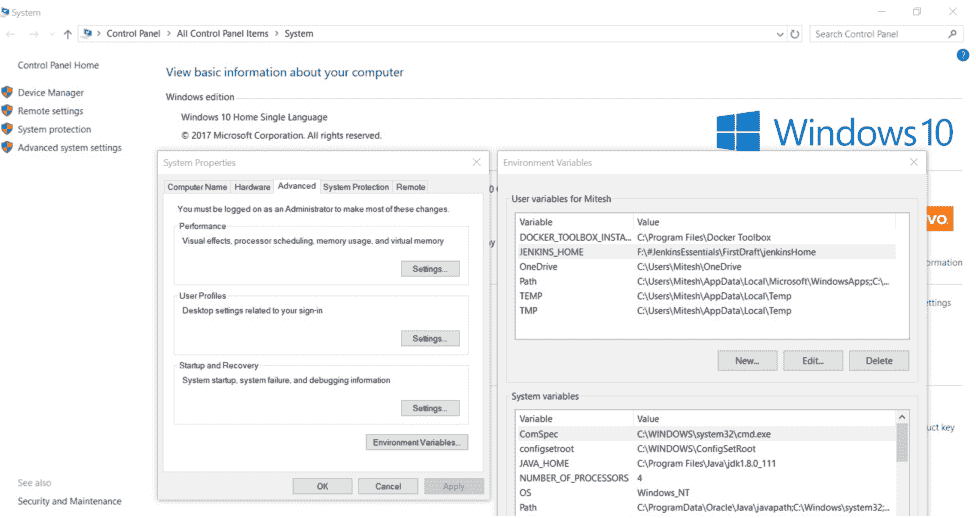 System
Control Panel > All Control Panel Items > System
Search Control Panel
Control Panel Home
Device Manager
Remote settings
System protection
Advanced system settings
See also
Security and Maintenance
View basic information about your computer
Windows edition
Windows 10 Home Single Language
© 2017 Microsoft Corporation. All rights reserved.
Windows 10
System Properties
Computer Name Hardware Advanced System Protection Remote
You must be logged on as an Administrator to make most of these changes.
Performance
Visual effects, processor scheduling, memory usage, and virtual memory
Settings...
User Profiles
Desktop settings related to your sign-in
Settings...
Startup and Recovery
System startup, system failure, and debugging information
Settings...
Environment Variables...
OK Cancel Apply
Environment Variables
User variables for Mitesh
Variable Value
DOCKER_TOOLBOX_INSTA... C:\Program Files\Docker Toolbox
JENKINS_HOME F:\#JenkinsEssentials\FirstDraft\jenkinsHome
OneDrive C:\Users\Mitesh\OneDrive
Path C:\Users\Mitesh\AppData\Local\Microsoft\WindowsApps;;C:\...
TEMP C:\Users\Mitesh\AppData\Local\Temp
TMP C:\Users\Mitesh\AppData\Local\Temp
New... Edit... Delete
System variables
Variable Value
ComSpec C:\WINDOWS\system32\cmd.exe
configsetroot C:\WINDOWS\ConfigSetRoot
JAVA_HOME C:\Program Files\Java\jdk1.8.0_111
NUMBER_OF_PROCESSORS 4
OS Windows_NT
Path C:\ProgramData\Oracle\Java\javapath;C:\Windows\system32;...
vo.
ormation
ettings
uct key